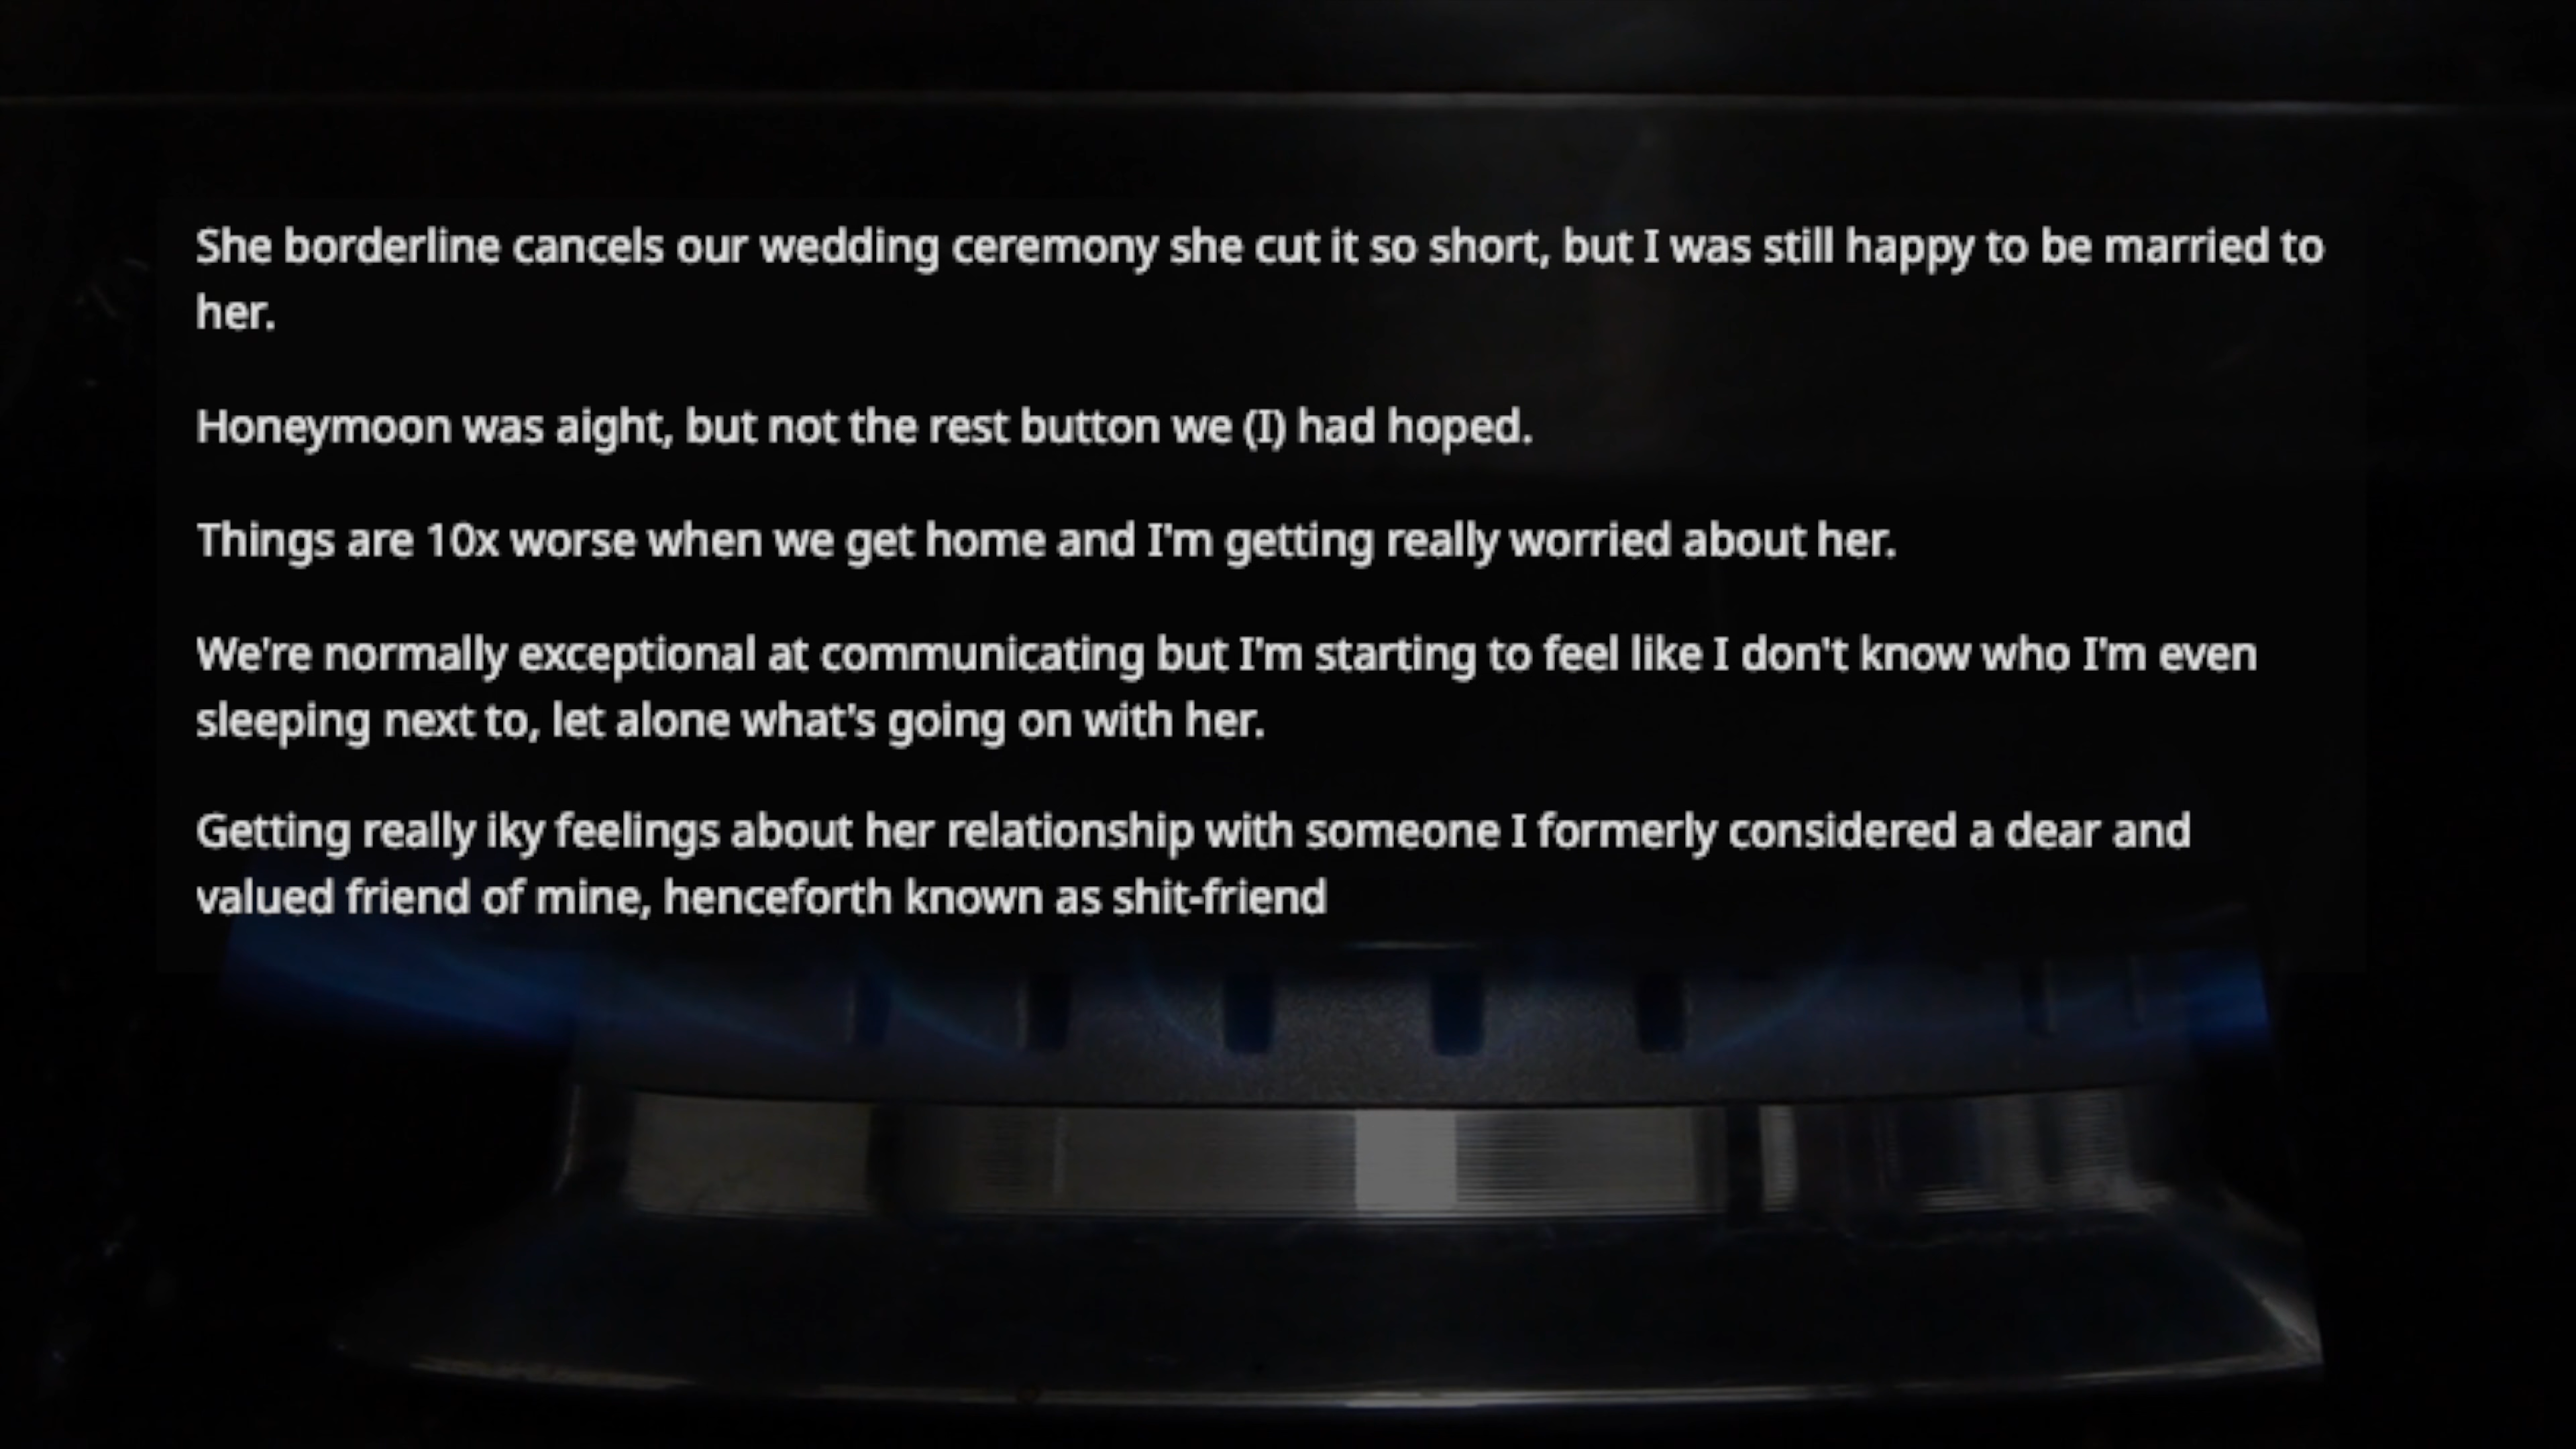 She borderline cancels our wedding ceremony she cut it so short, but I was still happy to be married to
her.
Honeymoon was aight, but not the rest button we (I) had hoped.
Things are 10x worse when we get home and I'm getting really worried about her.
We're normally exceptional at communicating but I'm starting to feel like I don't know who I'm even
sleeping next to, let alone what's going on with her.
Getting really iky feelings about her relationship with someone I formerly considered a dear and
valued friend of mine, henceforth known as shit-friend